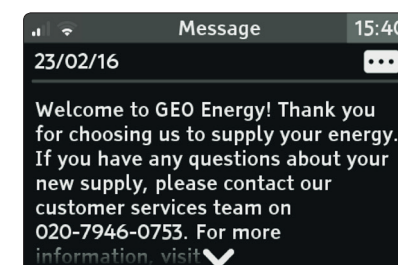 Message 15:40
23/02/16
Welcome to GEO Energy! Thank you
for choosing us to supply your energy.
If you have any questions about your
new supply, please contact our
customer services team on
020-7946-0753. For more
information, visit